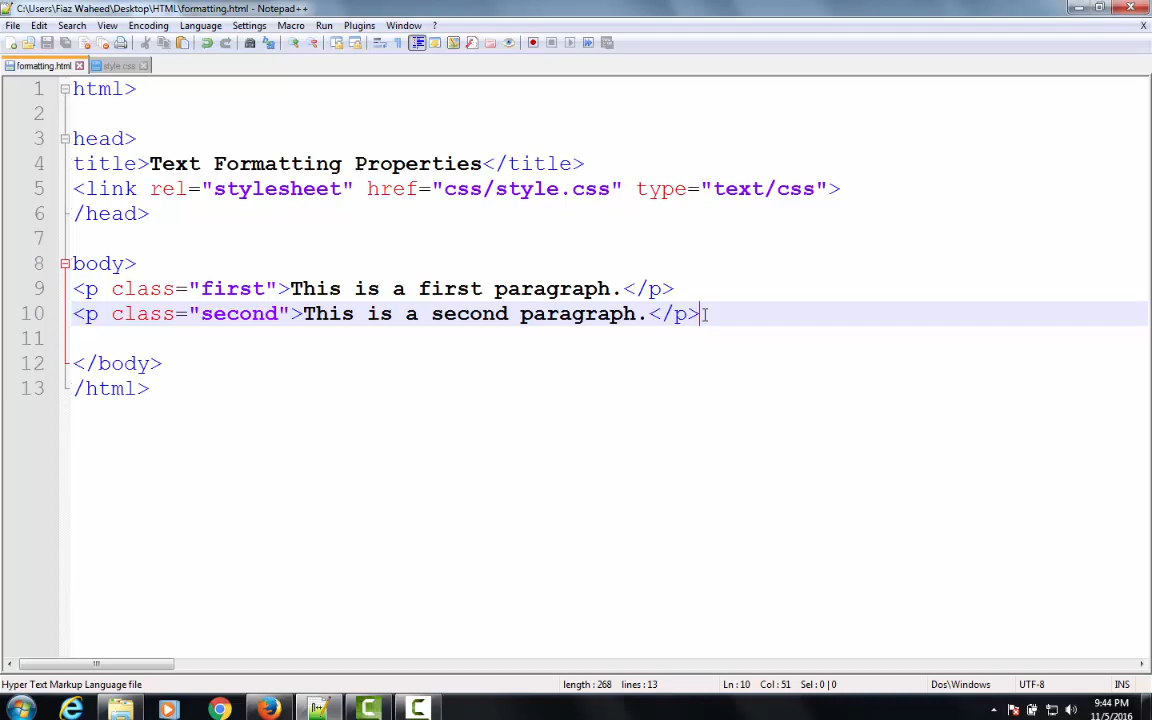 C:\Users\Fiaz Waheed\Desktop\HTML\formatting.html - Notepad++
File Edit Search View Encoding Language Settings Macro Run Plugins Window ? X
formatting.html style.css
1 html>
2
3 head>
4 title>Text Formatting Properties</title>
5 <link rel="stylesheet" href="css/style.css" type="text/css">
6 /head>
7
8 body>
9 <p class="first">This is a first paragraph.</p>
10 <p class="second">This is a second paragraph.</p>
11
12 </body>
13 /html>
Hyper Text Markup Language file length : 268 lines : 13 Ln : 10 Col : 51 Sel : 0 | 0 Dos\Windows UTF-8 INS
9:44 PM
11/5/2016